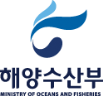 해양수산부
MINISTRY OF OCEANS AND FISHERIES